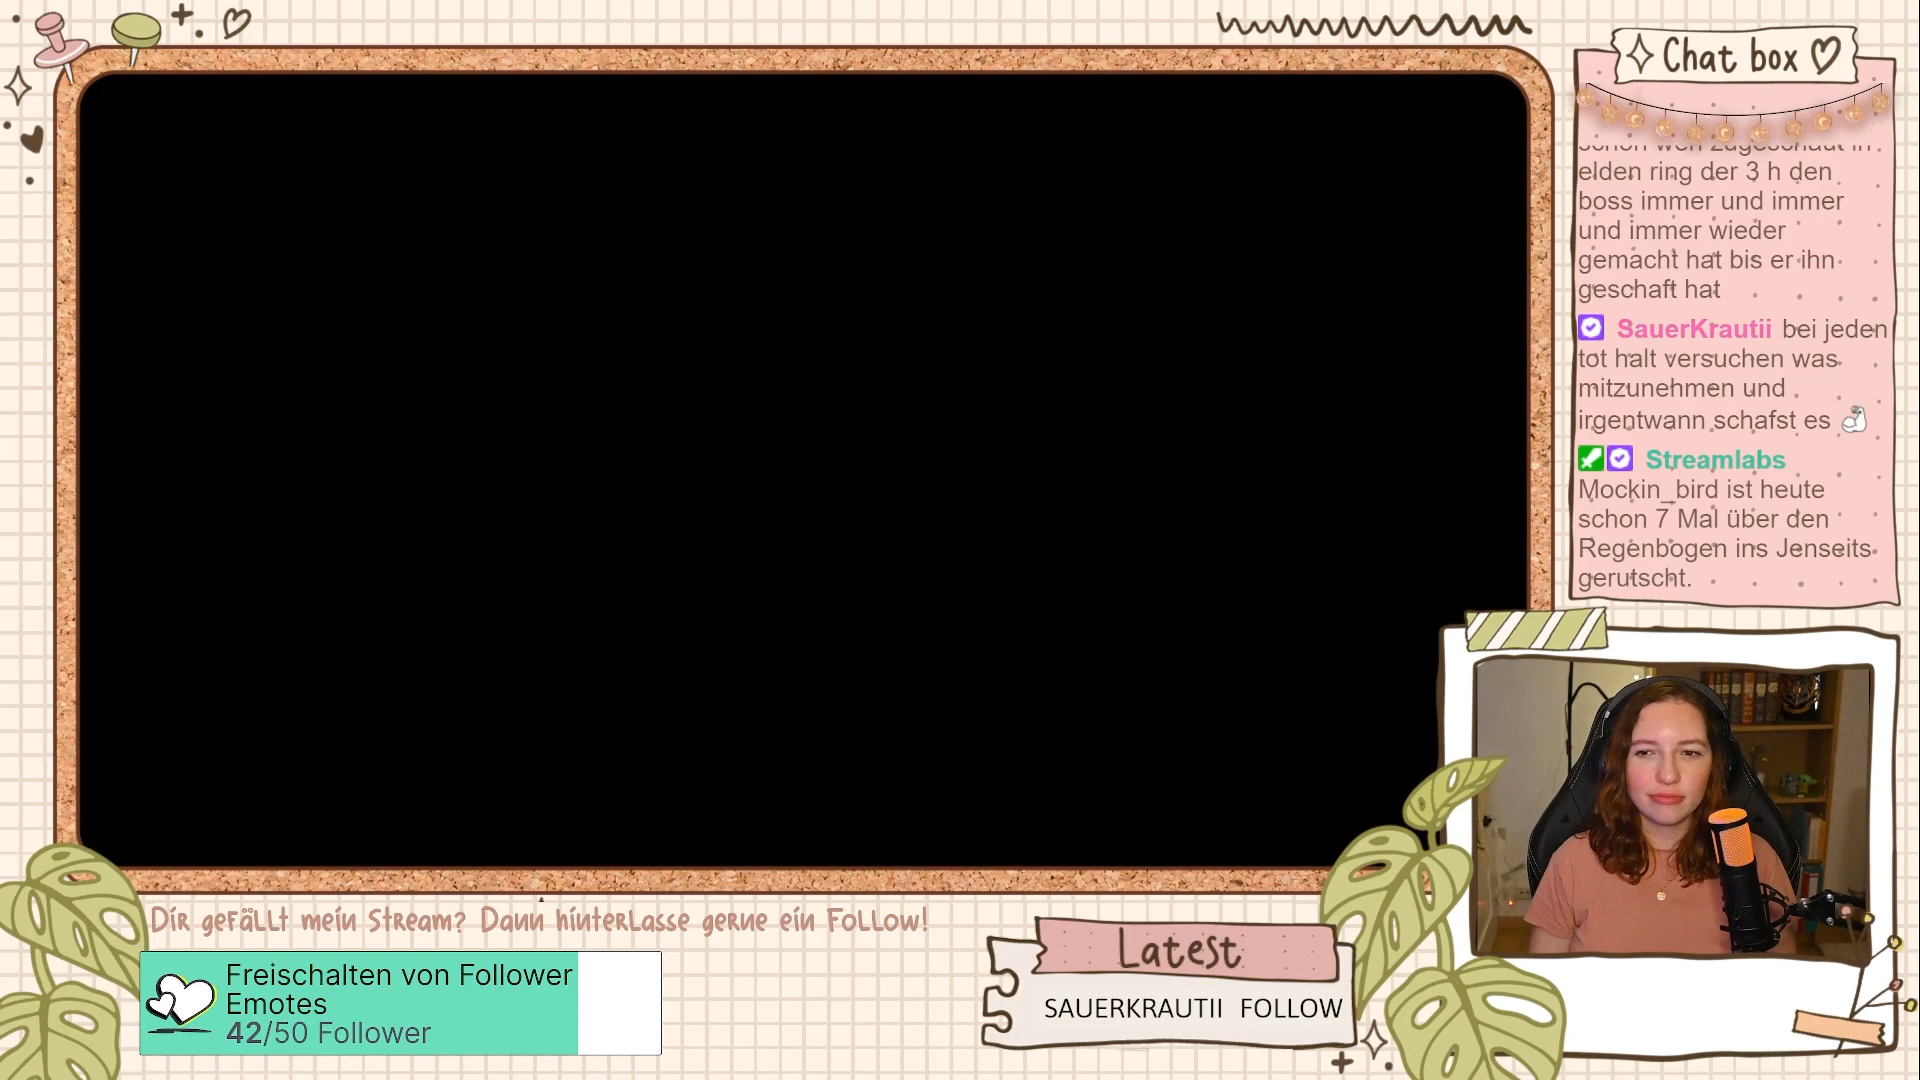 Chat box
elden ring der 3 h den
boss immer und immer
und immer wieder
gemacht hat bis er ihn
geschaft hat
SauerKrautii bei jeden
tot halt versuchen was
mitzunehmen und
irgentwann schafst es
Streamlabs
Mockin_bird ist heute
schon 7 Mal über den
Regenbogen ins Jenseits
gerutscht.
Dir gefällt mein Stream? Dann hinterlasse gerne ein Follow!
Freischalten von Follower
Emotes
42/50 Follower
Latest
SAUERKRAUTII FOLLOW